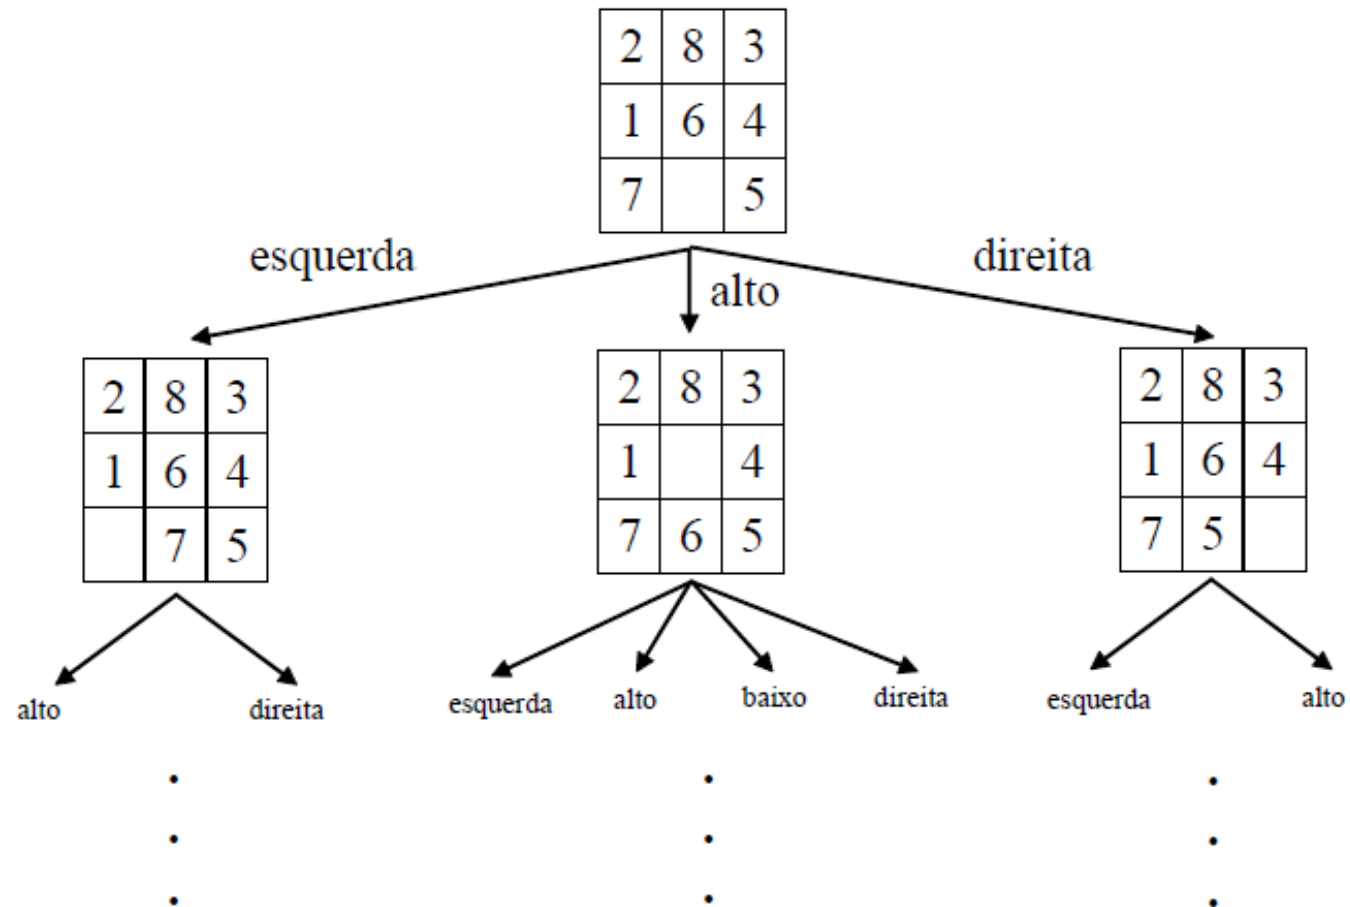 2 8 3
1 6 4
7 5
esquerda
alto
direita
2 8 3
1 6 4
7 5
2 8 3
1 4
7 6 5
2 8 3
1 6 4
7 5
alto
direita
esquerda
alto
baixo
direita
esquerda
alto